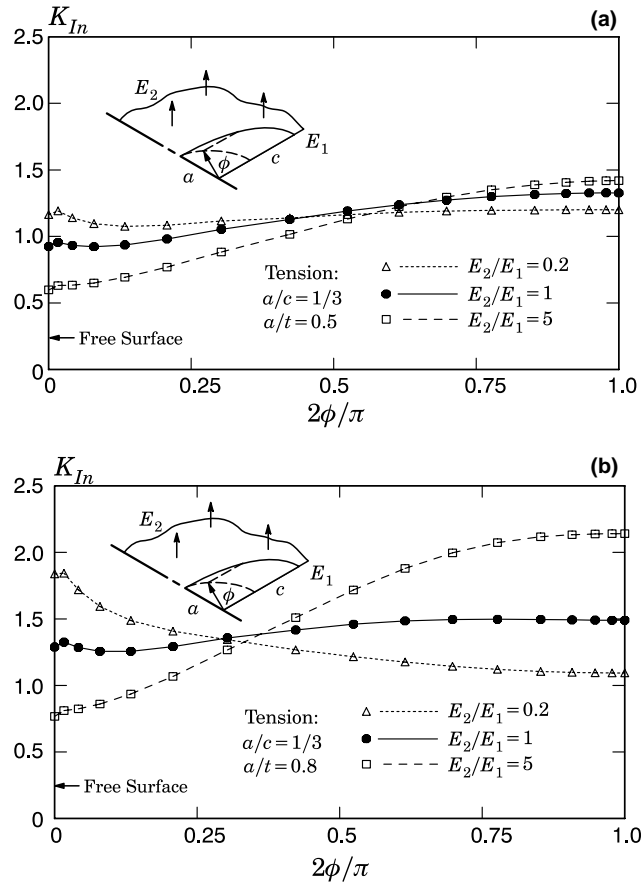 K_In
(a)
2.5
2.0
1.5
1.0
0.5
0
E_2
E_1
a
ϕ
c
Tension:
a/c = 1/3
a/t = 0.5
E_2/E_1 = 0.2
E_2/E_1 = 1
E_2/E_1 = 5
Free Surface
0
0.25
0.5
0.75
1.0
2ϕ/π
K_In
(b)
2.5
2.0
1.5
1.0
0.5
0
E_2
E_1
a
ϕ
c
Tension:
a/c = 1/3
a/t = 0.8
E_2/E_1 = 0.2
E_2/E_1 = 1
E_2/E_1 = 5
Free Surface
0
0.25
0.5
0.75
1.0
2ϕ/π